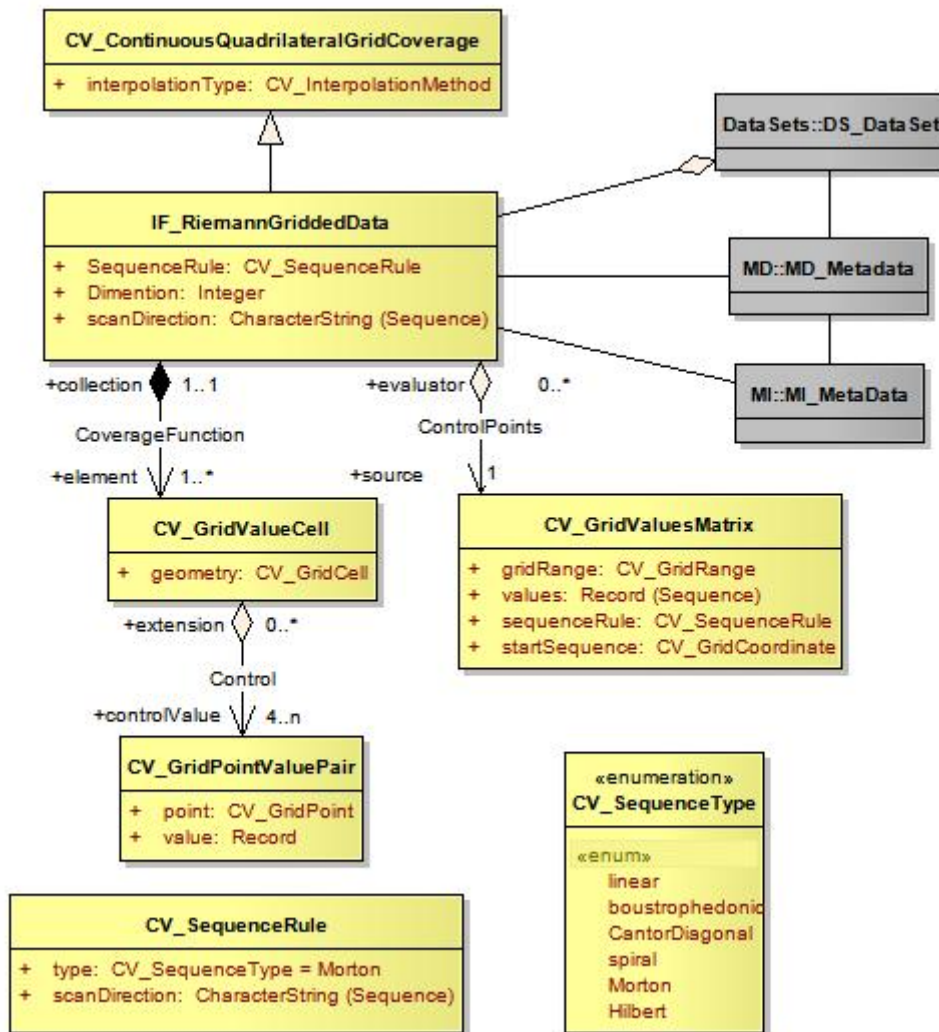 CV_ContinuousQuadrilateralGridCoverage
+ interpolationType: CV_InterpolationMethod
DataSets::DS_DataSet
IF_RiemannGriddedData
+ SequenceRule: CV_SequenceRule
+ Dimention: Integer
+ scanDirection: CharacterString (Sequence)
MD::MD_Metadata
MI::MI_MetaData
+collection 1..1
+evaluator 0..*
CoverageFunction
ControlPoints
+element 1..*
+source 1
CV_GridValueCell
+ geometry: CV_GridCell
CV_GridValuesMatrix
+ gridRange: CV_GridRange
+ values: Record (Sequence)
+ sequenceRule: CV_SequenceRule
+ startSequence: CV_GridCoordinate
+extension 0..*
Control
+controlValue 4..n
CV_GridPointValuePair
+ point: CV_GridPoint
+ value: Record
«enumeration»
CV_SequenceType
«enum»
linear
boustrophedonic
CantorDiagonal
spiral
Morton
Hilbert
CV_SequenceRule
+ type: CV_SequenceType = Morton
+ scanDirection: CharacterString (Sequence)